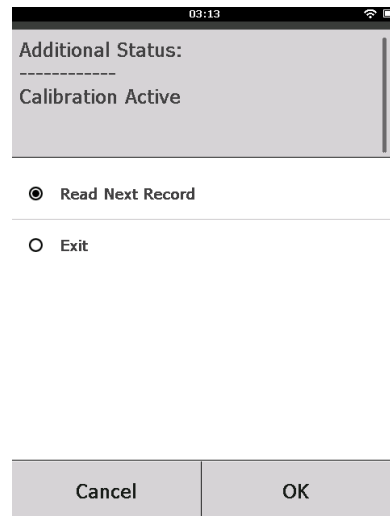 03:13
Additional Status:
------------
Calibration Active
Read Next Record
Exit
Cancel
OK